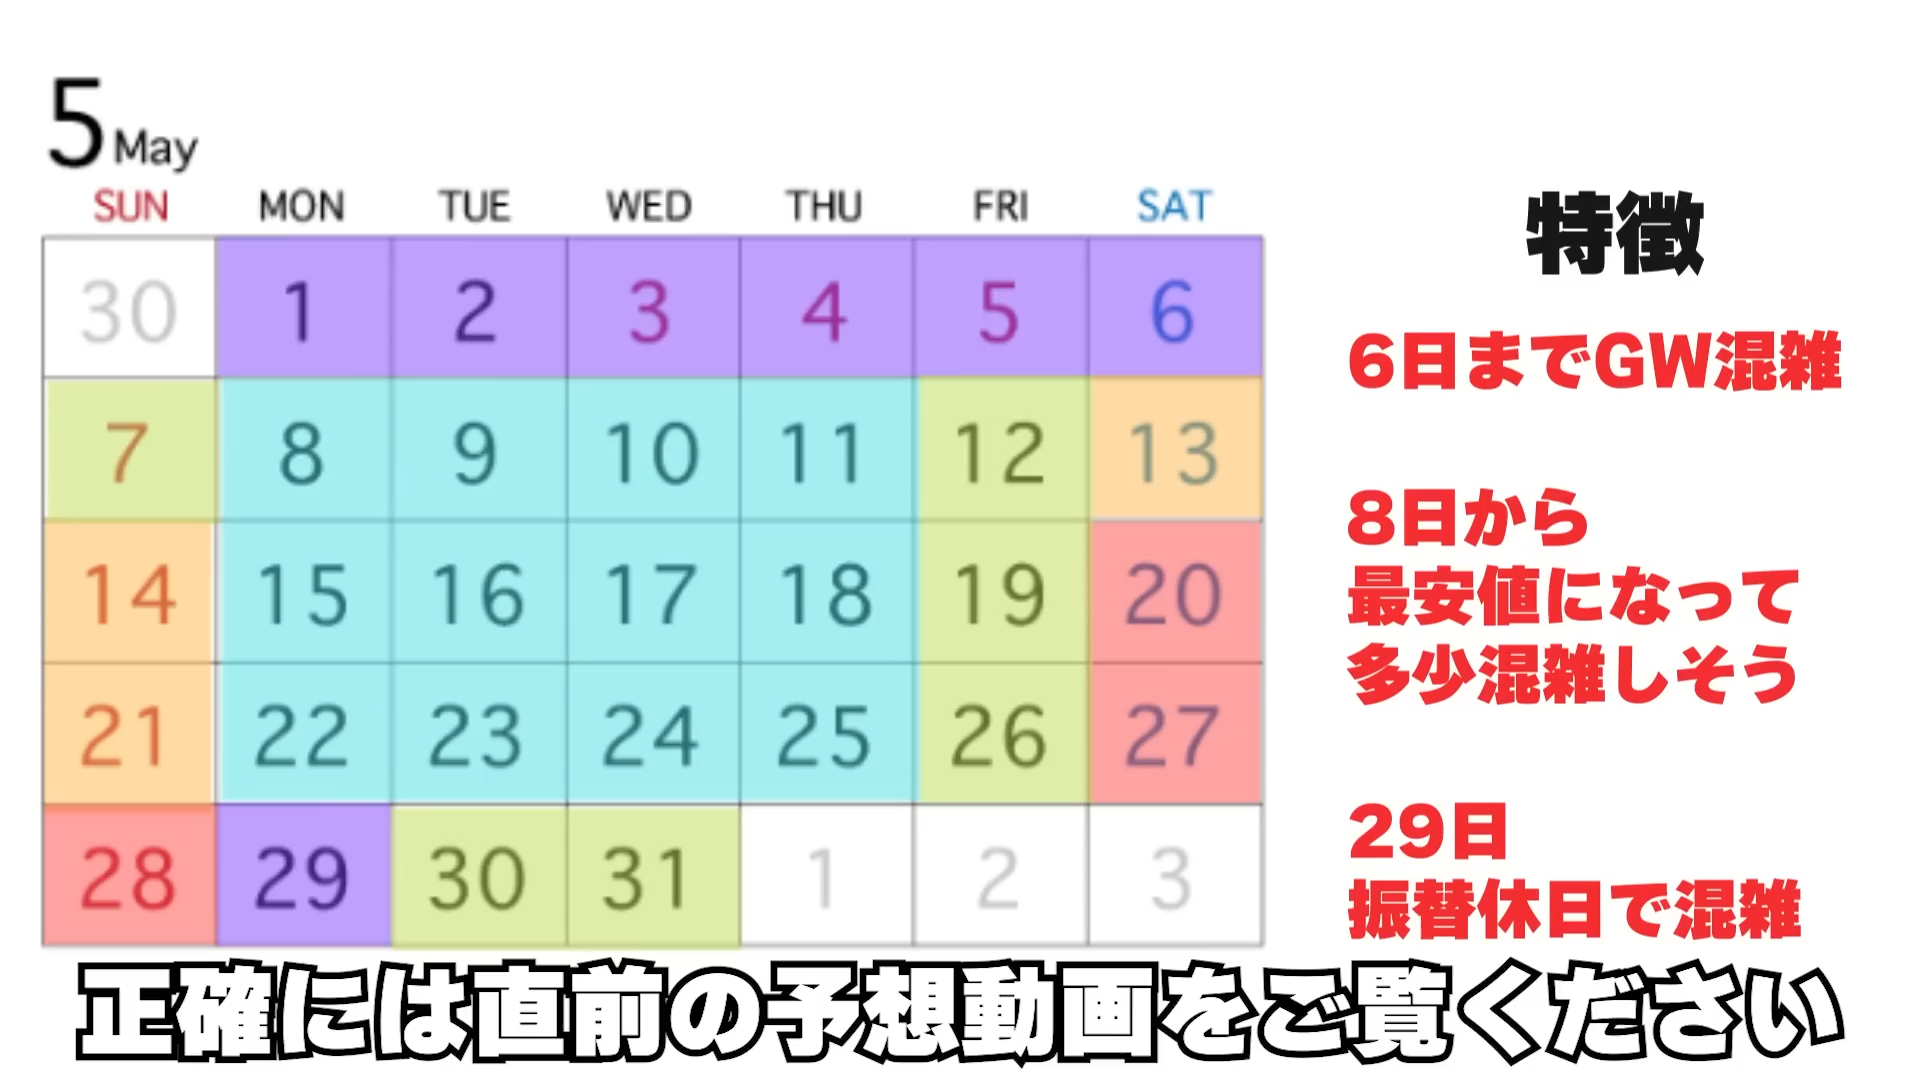 5 May
SUN MON TUE WED THU FRI SAT
30 1 2 3 4 5 6
7 8 9 10 11 12 13
14 15 16 17 18 19 20
21 22 23 24 25 26 27
28 29 30 31 1 2 3
特徴
6日までGW混雑
8日から
最安値になって
多少混雑しそう
29日
振替休日で混雑
正確には直前の予想動画をご覧ください